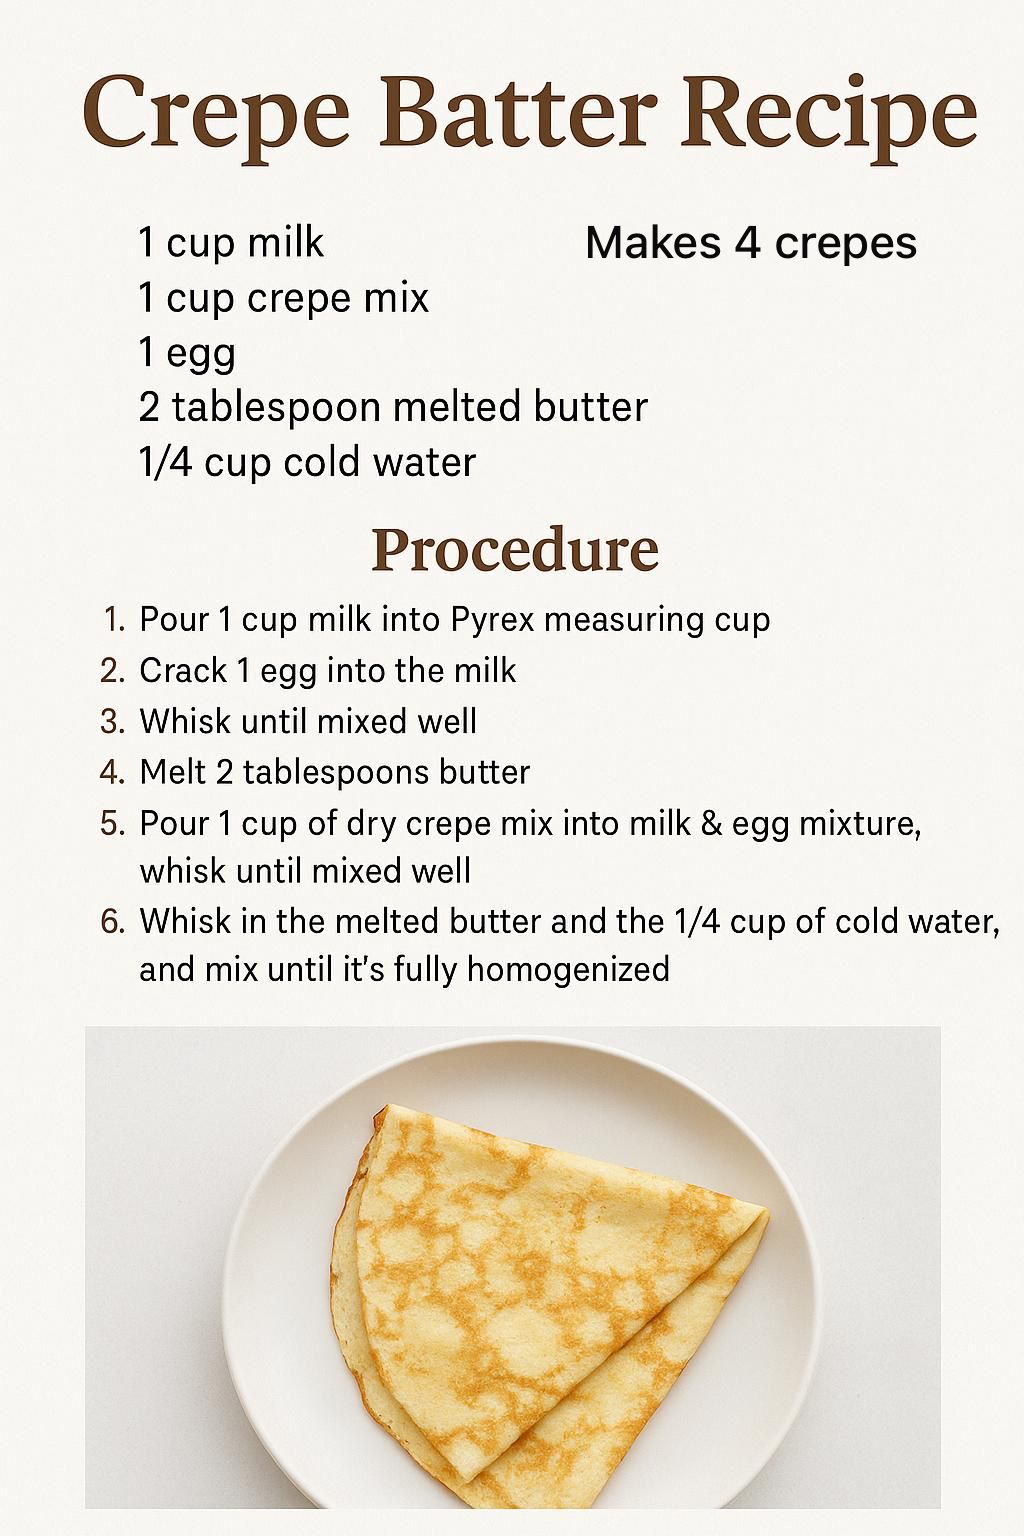 Crepe Batter Recipe
1 cup milk
Makes 4 crepes
1 cup crepe mix
1 egg
2 tablespoon melted butter
1/4 cup cold water
Procedure
1. Pour 1 cup milk into Pyrex measuring cup
2. Crack 1 egg into the milk
3. Whisk until mixed well
4. Melt 2 tablespoons butter
5. Pour 1 cup of dry crepe mix into milk & egg mixture,
whisk until mixed well
6. Whisk in the melted butter and the 1/4 cup of cold water,
and mix until it's fully homogenized